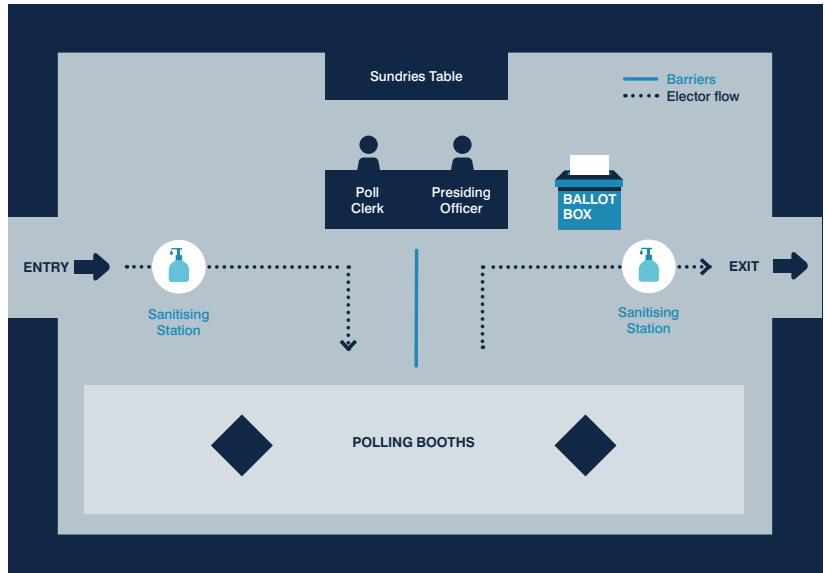 Sundries Table
Barriers
Elector flow
Poll
Clerk
Presiding
Officer
BALLOT
BOX
ENTRY
EXIT
Sanitising
Station
Sanitising
Station
POLLING BOOTHS